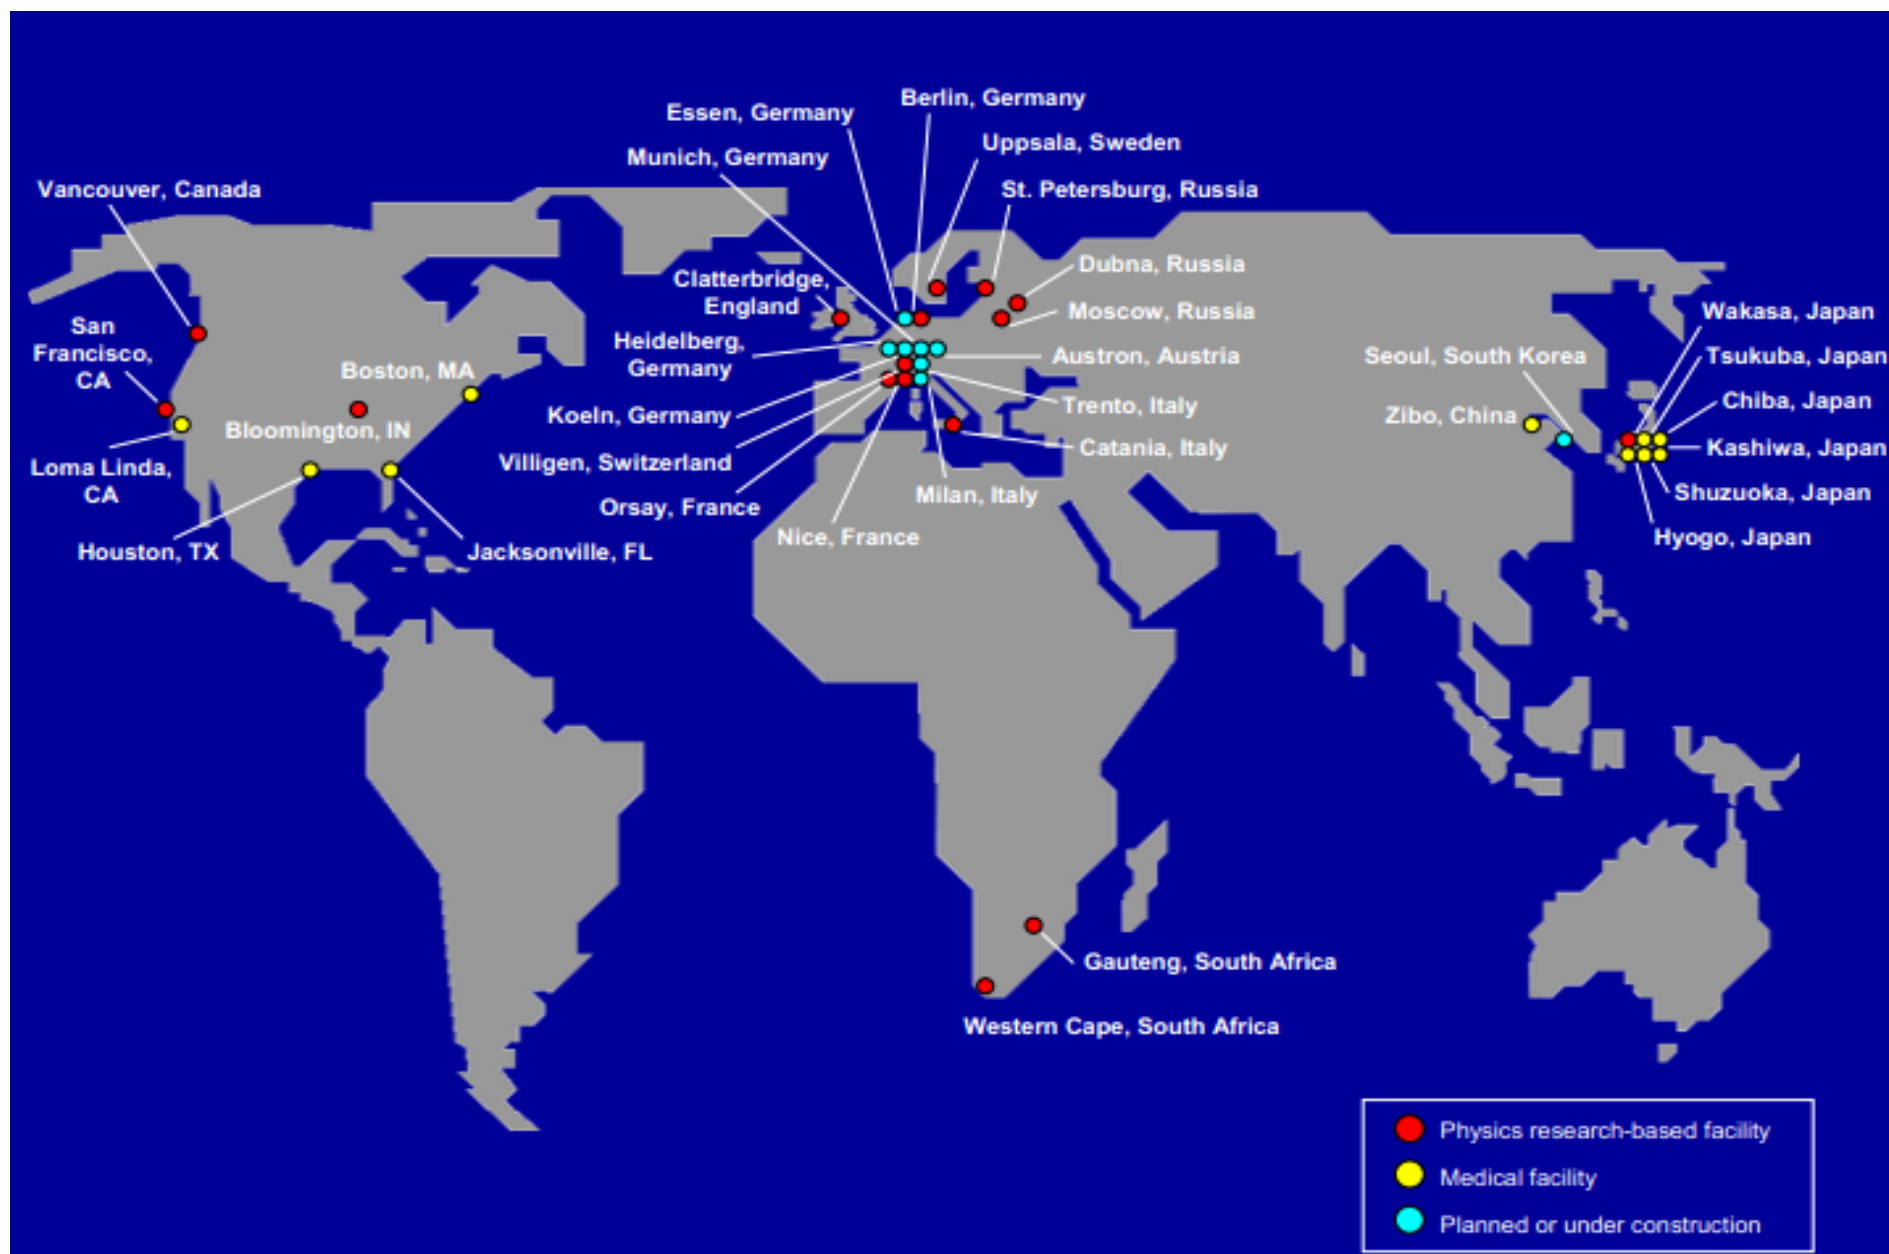 Berlin, Germany
Essen, Germany
Uppsala, Sweden
Munich, Germany
Vancouver, Canada
St. Petersburg, Russia
Dubna, Russia
Clatterbridge,
England
Moscow, Russia
Wakasa, Japan
San
Francisco,
CA
Heidelberg,
Germany
Austron, Austria
Seoul, South Korea
Tsukuba, Japan
Boston, MA
Chiba, Japan
Trento, Italy
Koeln, Germany
Zibo, China
Bloomington, IN
Catania, Italy
Kashiwa, Japan
Villigen, Switzerland
Loma Linda,
CA
Milan, Italy
Shuzuoka, Japan
Orsay, France
Nice, France
Hyogo, Japan
Houston, TX
Jacksonville, FL
Gauteng, South Africa
Western Cape, South Africa
Physics research-based facility
Medical facility
Planned or under construction